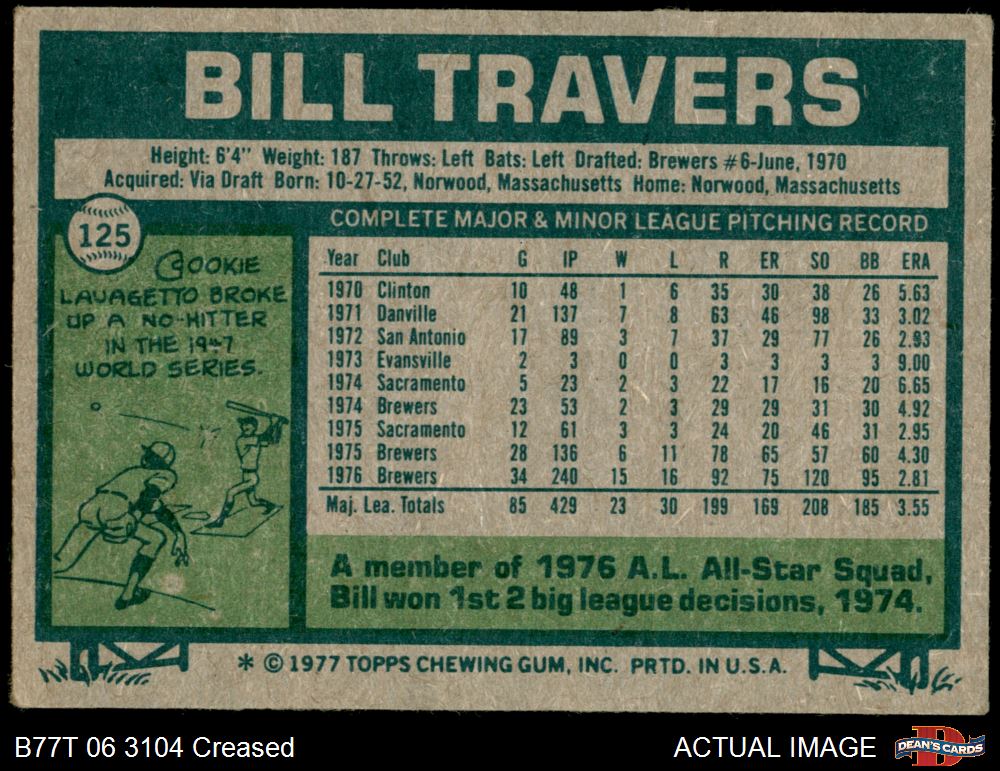 BILL TRAVERS
Height: 6'4" Weight: 187 Throws: Left Bats: Left Drafted: Brewers #6-June, 1970
Acquired: Via Draft Born: 10-27-52, Norwood, Massachusetts Home: Norwood, Massachusetts
125
COOKIE
LAVAGETTO BROKE
UP A NO-HITTER
IN THE 1947
WORLD SERIES.
COMPLETE MAJOR & MINOR LEAGUE PITCHING RECORD
Year Club G IP W L R ER SO BB ERA
1970 Clinton 10 48 1 6 35 30 38 26 5.63
1971 Danville 21 137 7 8 63 46 98 33 3.02
1972 San Antonio 17 89 3 7 37 29 77 26 2.93
1973 Evansville 2 3 0 0 3 3 3 3 9.00
1974 Sacramento 5 23 2 3 22 17 16 20 6.65
1974 Brewers 23 53 2 3 29 29 31 30 4.92
1975 Sacramento 12 61 3 3 24 20 46 31 2.95
1975 Brewers 28 136 6 11 78 65 57 60 4.30
1976 Brewers 34 240 15 16 92 75 120 95 2.81
Maj. Lea. Totals 85 429 23 30 199 169 208 185 3.55
A member of 1976 A.L. All-Star Squad,
Bill won 1st 2 big league decisions, 1974.
* © 1977 TOPPS CHEWING GUM, INC. PRTD. IN U.S.A.
B77T 06 3104 Creased
ACTUAL IMAGE
DEAN'S CARDS